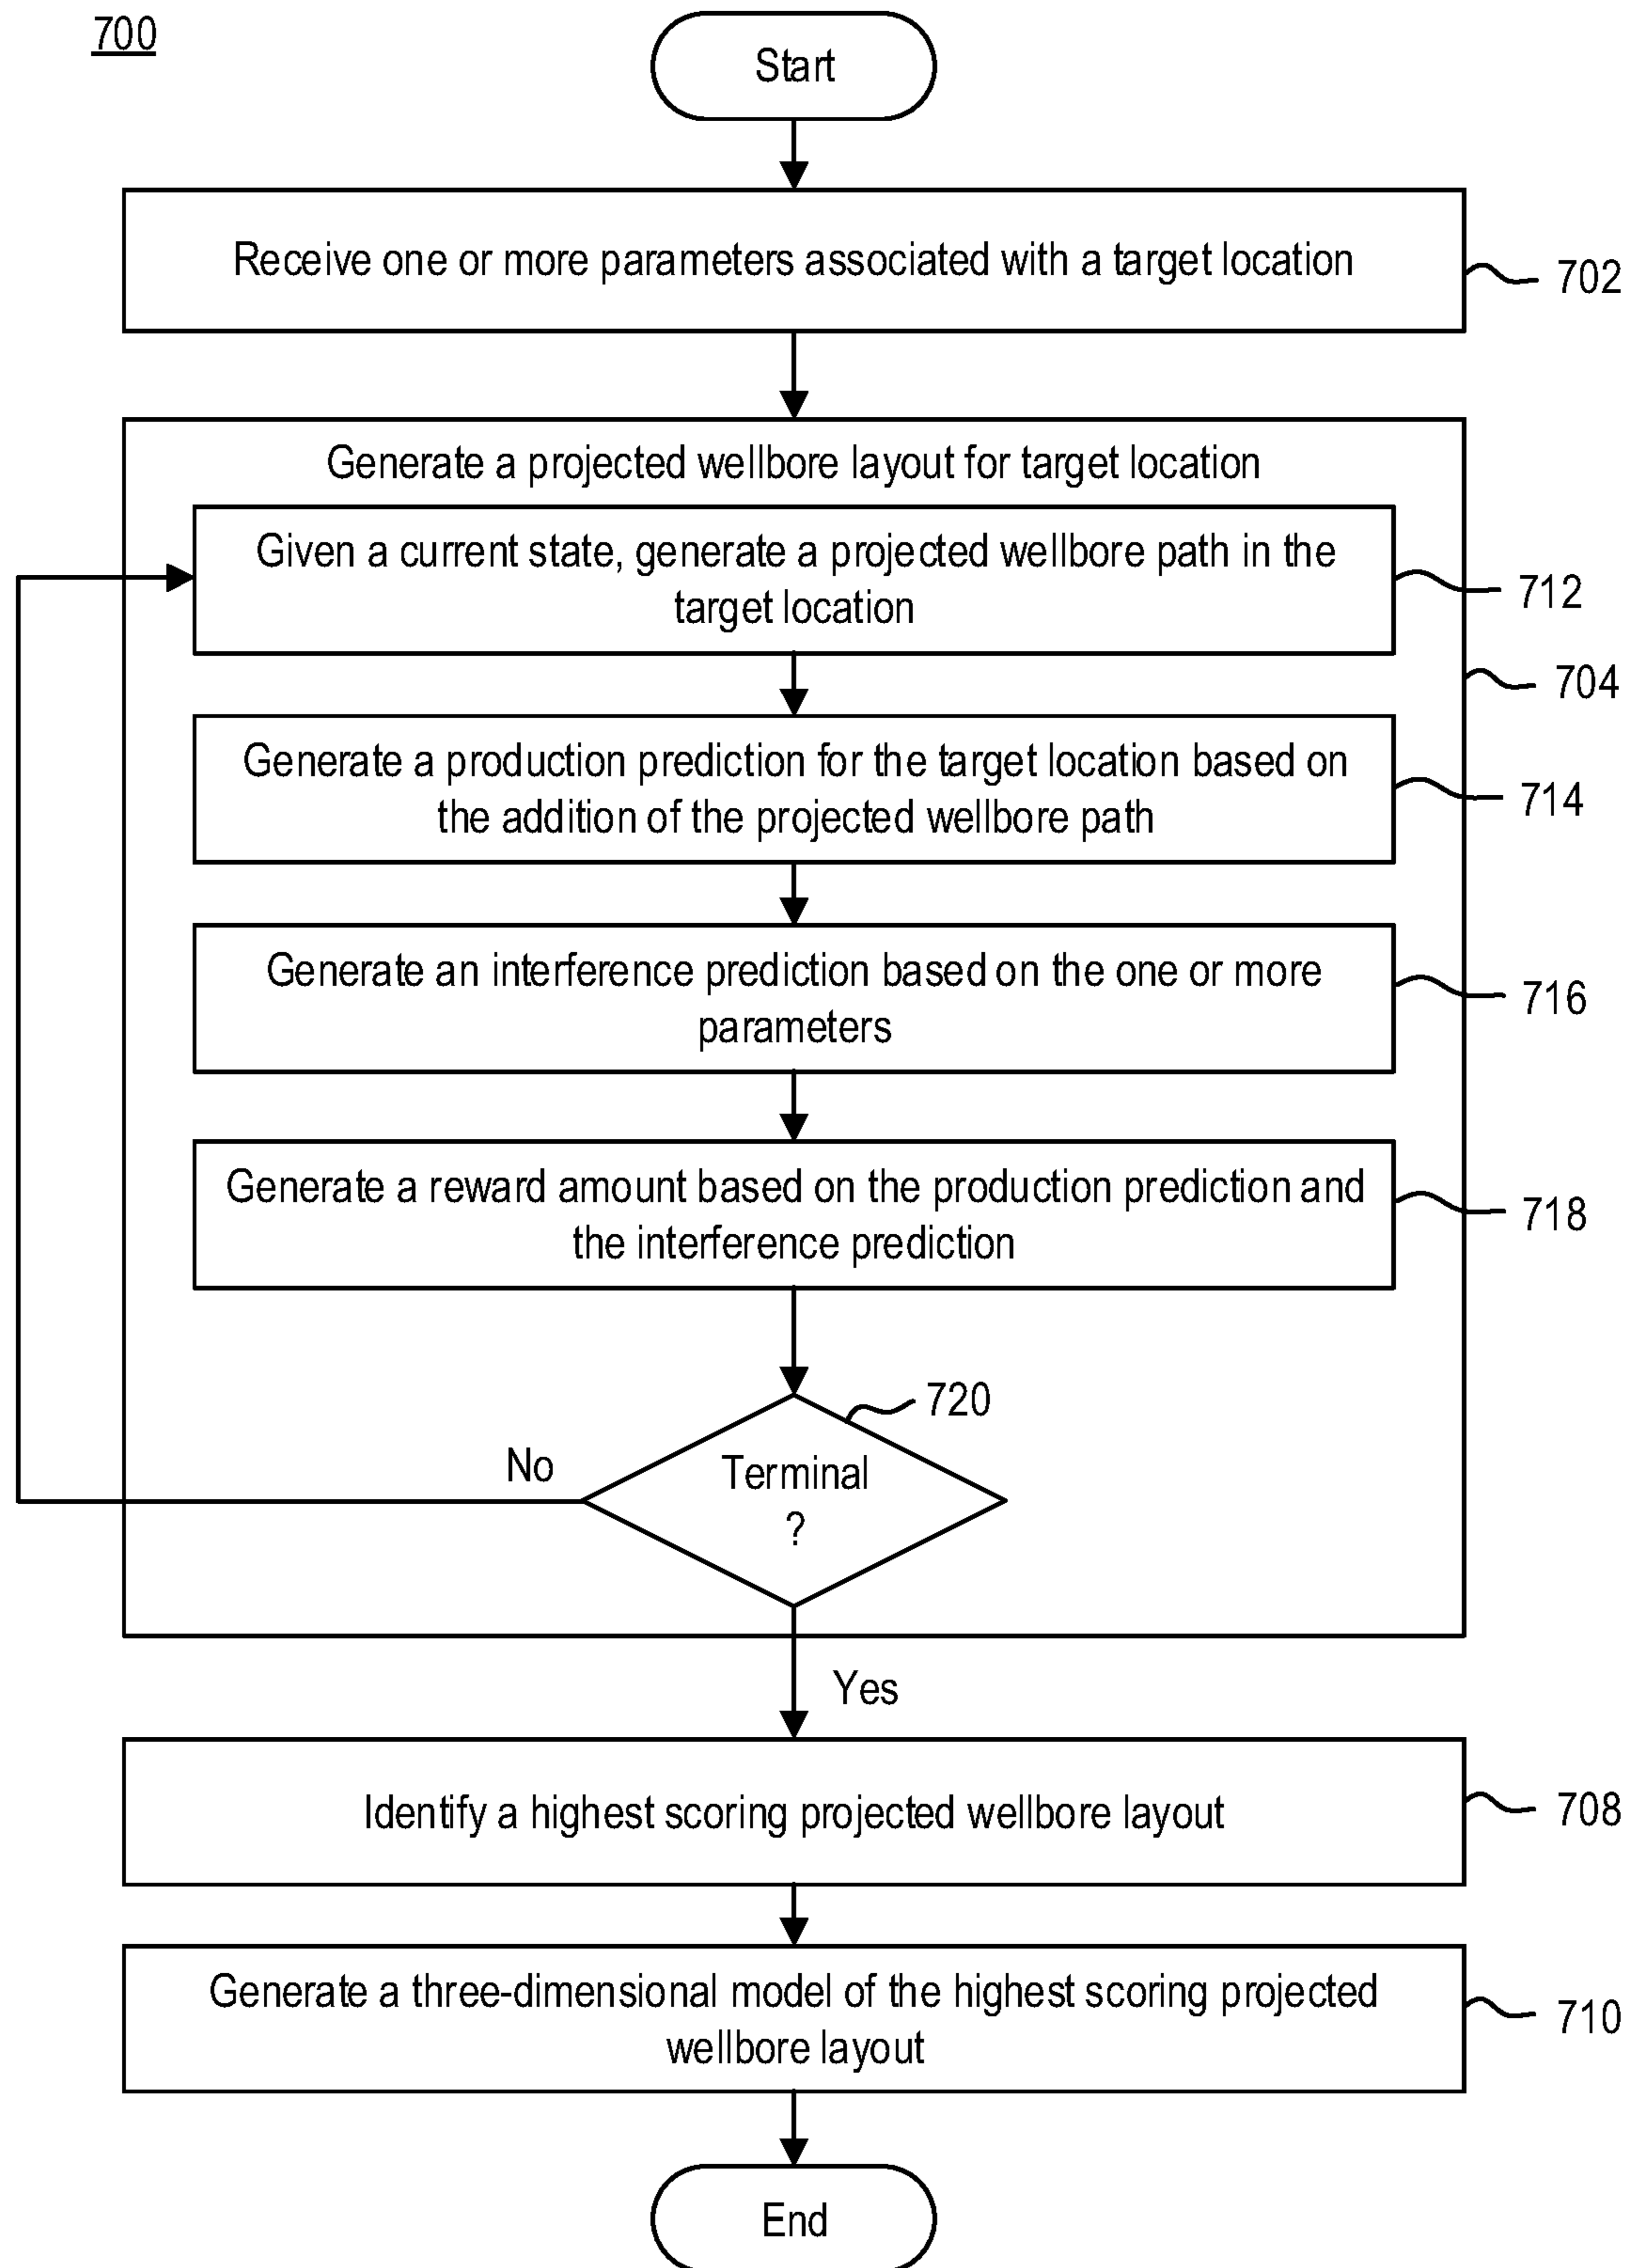 700
Start
Receive one or more parameters associated with a target location
702
Generate a projected wellbore layout for target location
Given a current state, generate a projected wellbore path in the
target location
712
704
Generate a production prediction for the target location based on
the addition of the projected wellbore path
714
Generate an interference prediction based on the one or more
parameters
716
Generate a reward amount based on the production prediction and
the interference prediction
718
720
No
Terminal
?
Yes
Identify a highest scoring projected wellbore layout
708
Generate a three-dimensional model of the highest scoring projected
wellbore layout
710
End